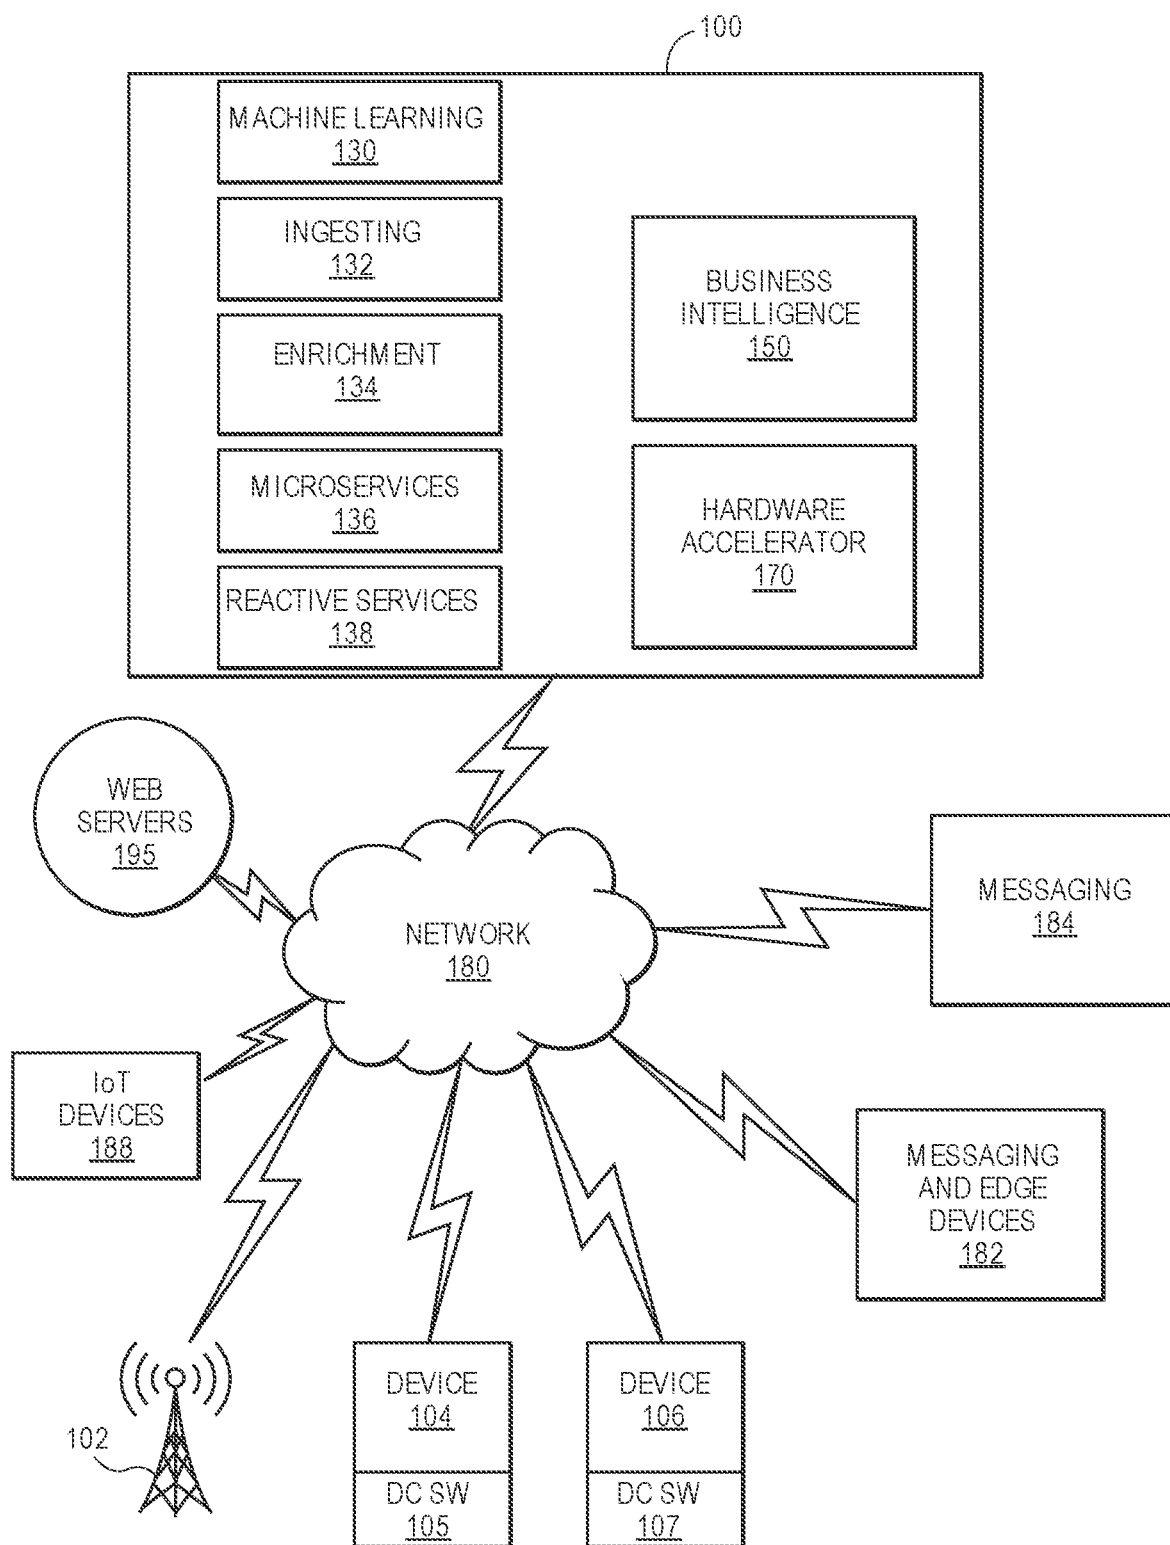 100
MACHINE LEARNING
130
INGESTING
132
ENRICHMENT
134
MICROSERVICES
136
REACTIVE SERVICES
138
BUSINESS
INTELLIGENCE
150
HARDWARE
ACCELERATOR
170
WEB
SERVERS
195
NETWORK
180
MESSAGING
184
IoT
DEVICES
188
MESSAGING
AND EDGE
DEVICES
182
102
DEVICE
104
DC SW
105
DEVICE
106
DC SW
107